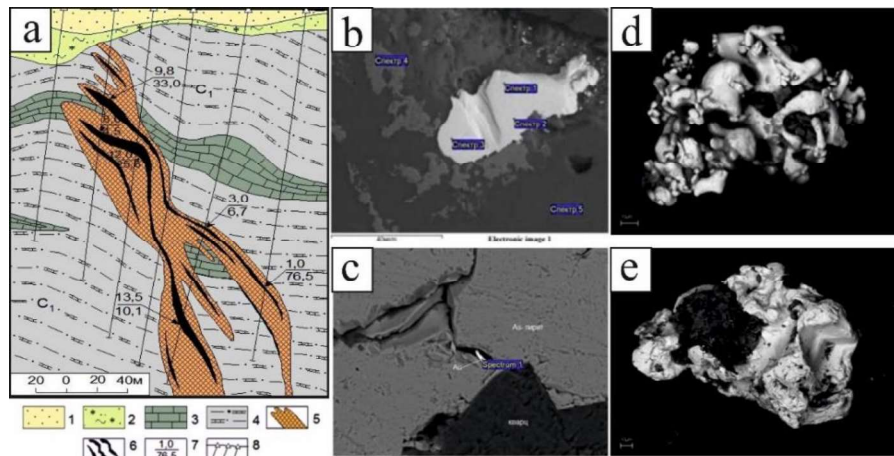 a
9,8
33,0
C₁
3,0
6,7
1,0
76,5
C₁
13,5
10,1
20 0 20 40м
1
2
3
4
5
6
1,0
76,5
7
8
b
Спектр 4
Спектр 1
Спектр 2
Спектр 3
Спектр 5
Electronic image 1
c
As пирит
Au
Spectrum 1
кварц
d
e